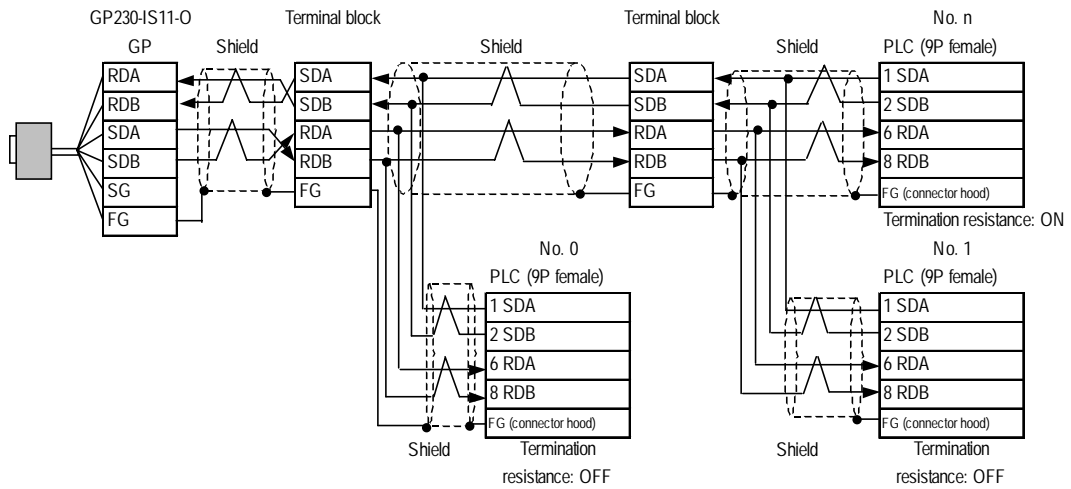 GP230-IS11-O
Terminal block
Terminal block
No. n
GP
Shield
Shield
Shield
PLC (9P female)
RDA
RDB
SDA
SDB
SG
FG
SDA
SDB
RDA
RDB
FG
SDA
SDB
RDA
RDB
FG
1 SDA
2 SDB
6 RDA
8 RDB
FG (connector hood)
Termination resistance: ON
No. 0
PLC (9P female)
1 SDA
2 SDB
6 RDA
8 RDB
FG (connector hood)
Shield
Termination
resistance: OFF
No. 1
PLC (9P female)
1 SDA
2 SDB
6 RDA
8 RDB
FG (connector hood)
Shield
Termination
resistance: OFF